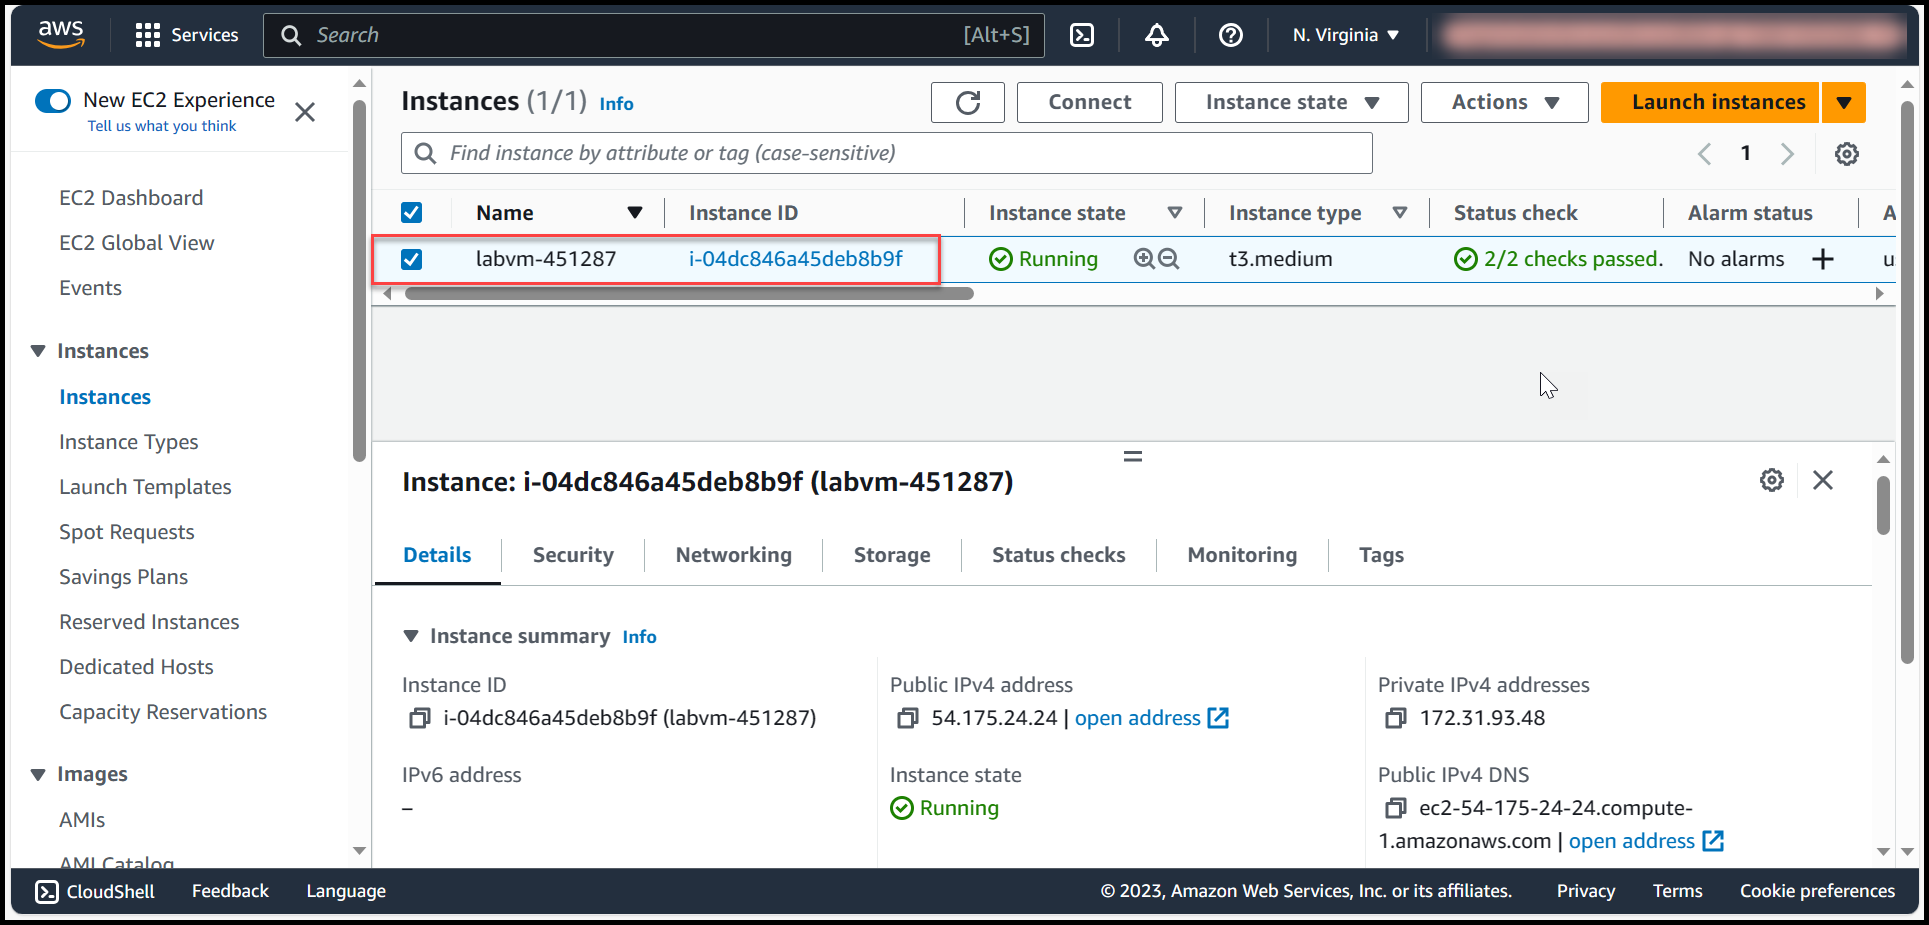 aws
Services
Search
[Alt+S]
N. Virginia
New EC2 Experience
Tell us what you think
EC2 Dashboard
EC2 Global View
Events
Instances
Instances
Instance Types
Launch Templates
Spot Requests
Savings Plans
Reserved Instances
Dedicated Hosts
Capacity Reservations
Images
AMIs
AMI Catalog
Instances (1/1) Info
Connect
Instance state
Actions
Launch instances
Find instance by attribute or tag (case-sensitive)
1
Name Instance ID Instance state Instance type Status check Alarm status A
labvm-451287 i-04dc846a45deb8b9f Running t3.medium 2/2 checks passed. No alarms + u
Instance: i-04dc846a45deb8b9f (labvm-451287)
Details Security Networking Storage Status checks Monitoring Tags
Instance summary Info
Instance ID
i-04dc846a45deb8b9f (labvm-451287)
Public IPv4 address
54.175.24.24 | open address
Private IPv4 addresses
172.31.93.48
IPv6 address
–
Instance state
Running
Public IPv4 DNS
ec2-54-175-24-24.compute-
1.amazonaws.com | open address
CloudShell Feedback Language
© 2023, Amazon Web Services, Inc. or its affiliates. Privacy Terms Cookie preferences